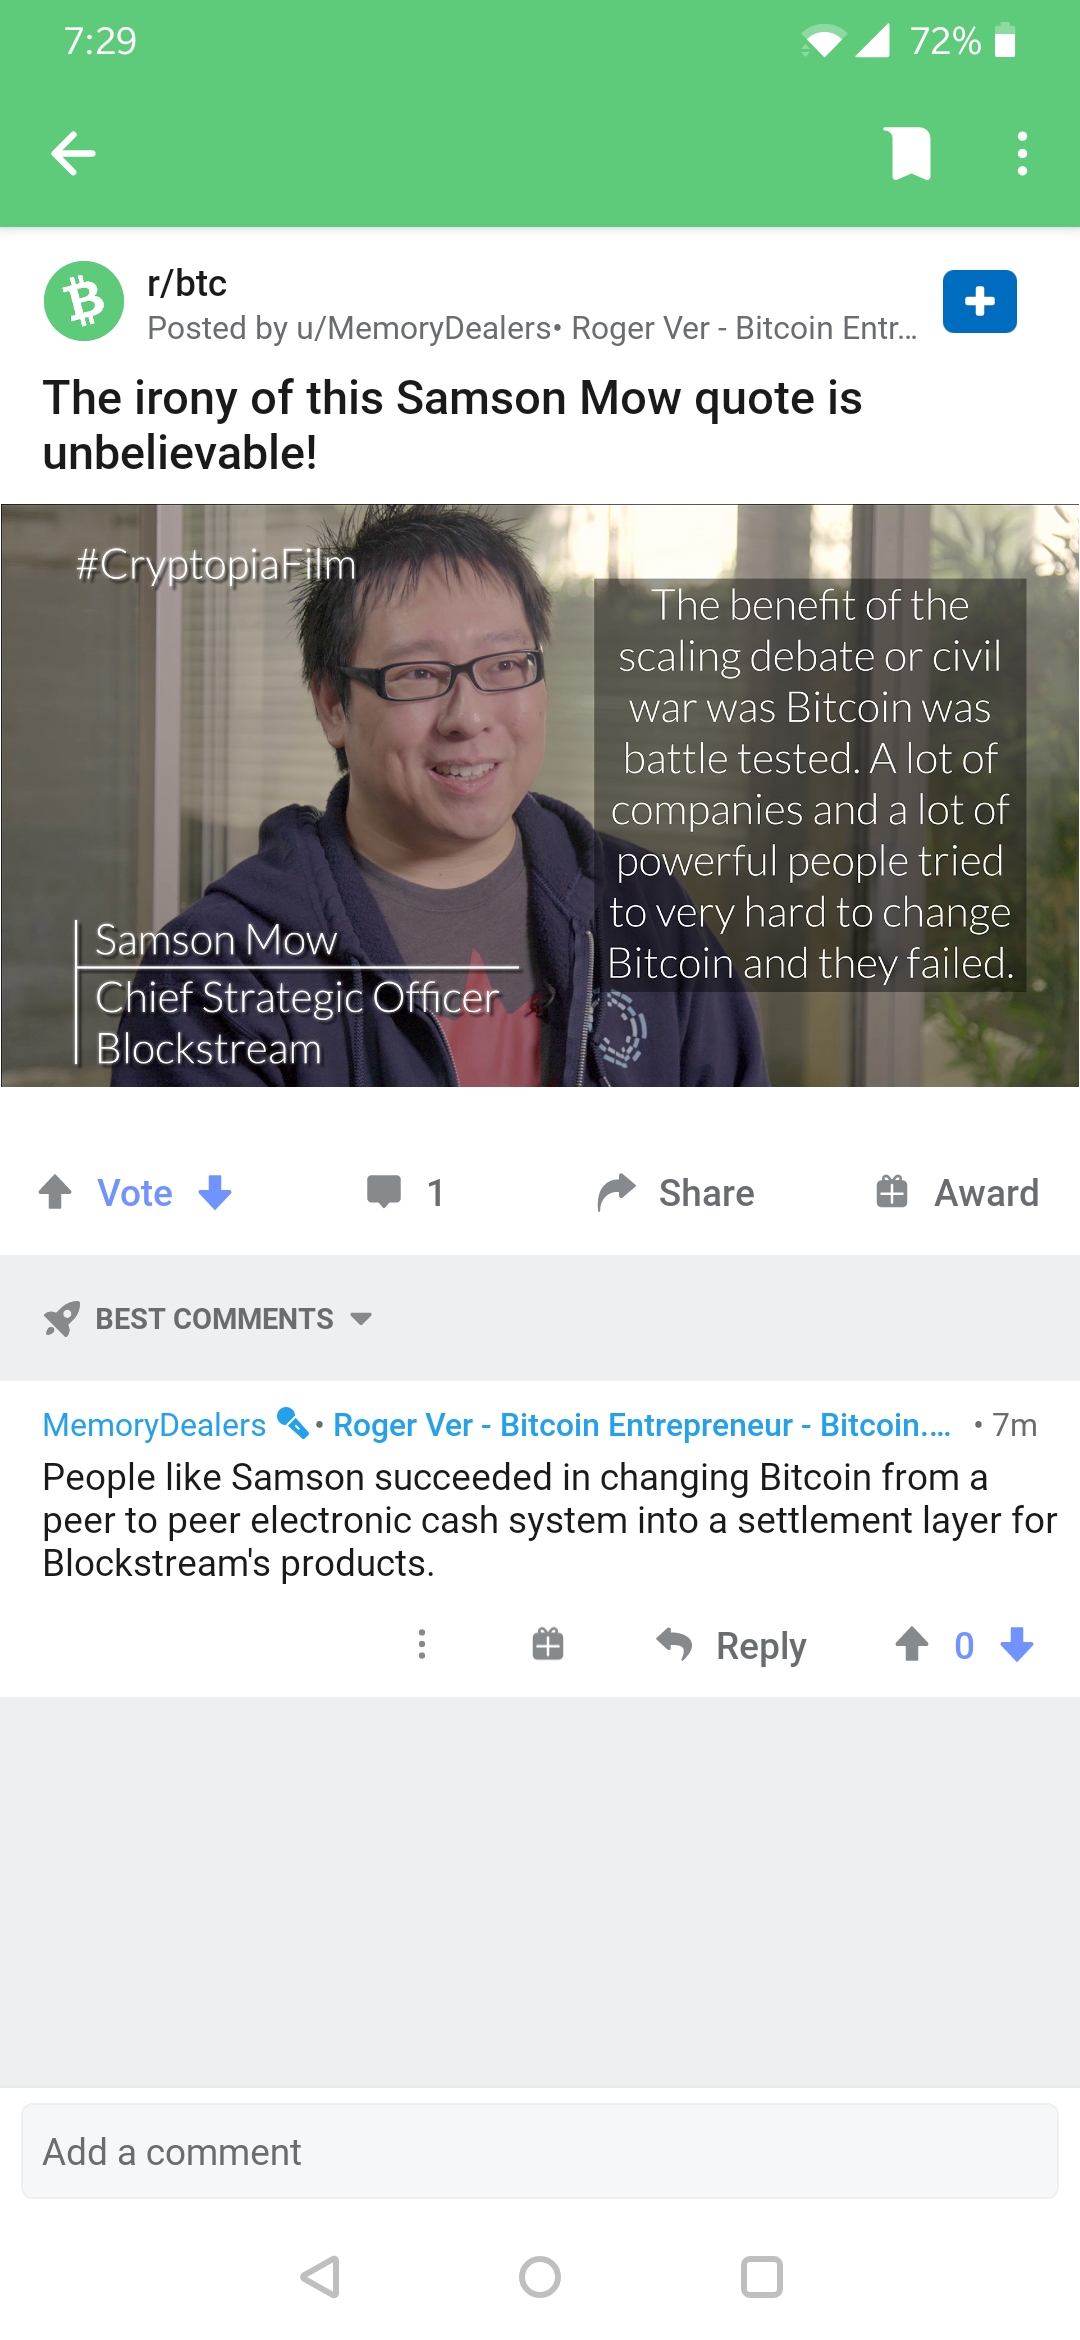 7:29
72%
r/btc
Posted by u/MemoryDealers• Roger Ver - Bitcoin Entr...
The irony of this Samson Mow quote is
unbelievable!
#CryptopiaFilm
The benefit of the
scaling debate or civil
war was Bitcoin was
battle tested. A lot of
companies and a lot of
powerful people tried
to very hard to change
Bitcoin and they failed.
Samson Mow
Chief Strategic Officer
Blockstream
Vote
1
Share
Award
BEST COMMENTS
MemoryDealers • Roger Ver - Bitcoin Entrepreneur - Bitcoin.... • 7m
People like Samson succeeded in changing Bitcoin from a
peer to peer electronic cash system into a settlement layer for
Blockstream's products.
Reply
0
Add a comment